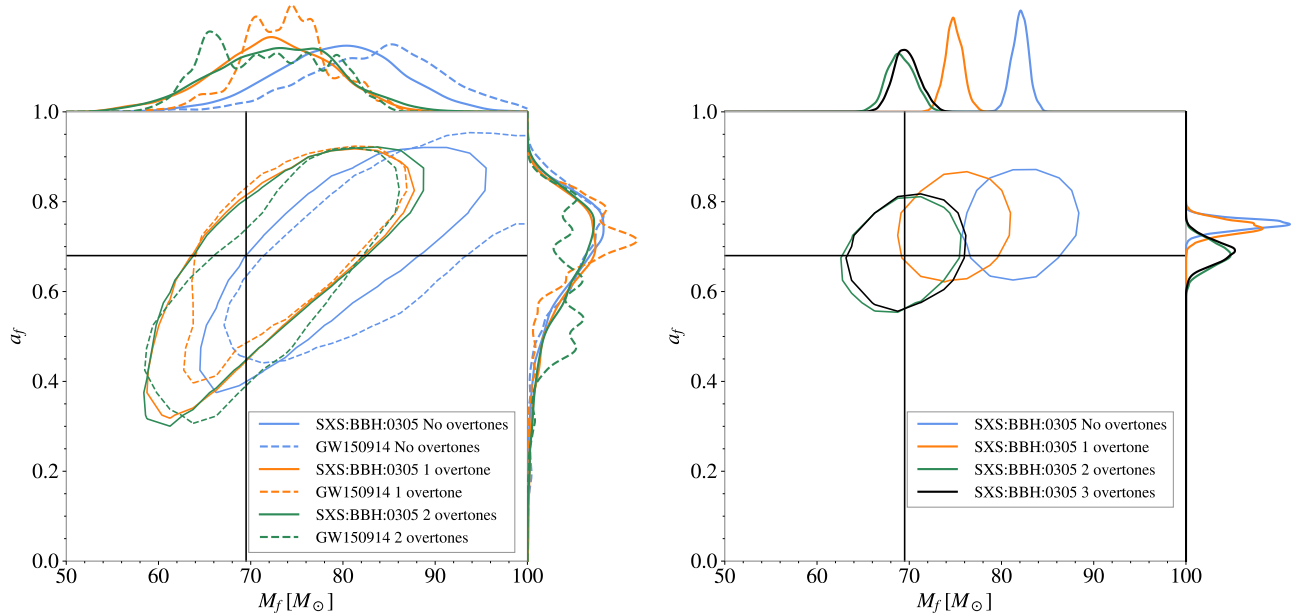 1.0
0.8
0.6
0.4
0.2
0.0
a_f
50
60
70
80
90
100
M_f [M_⊙]
SXS:BBH:0305 No overtones
GW150914 No overtones
SXS:BBH:0305 1 overtone
GW150914 1 overtone
SXS:BBH:0305 2 overtones
GW150914 2 overtones
1.0
0.8
0.6
0.4
0.2
0.0
a_f
50
60
70
80
90
100
M_f [M_⊙]
SXS:BBH:0305 No overtones
SXS:BBH:0305 1 overtone
SXS:BBH:0305 2 overtones
SXS:BBH:0305 3 overtones